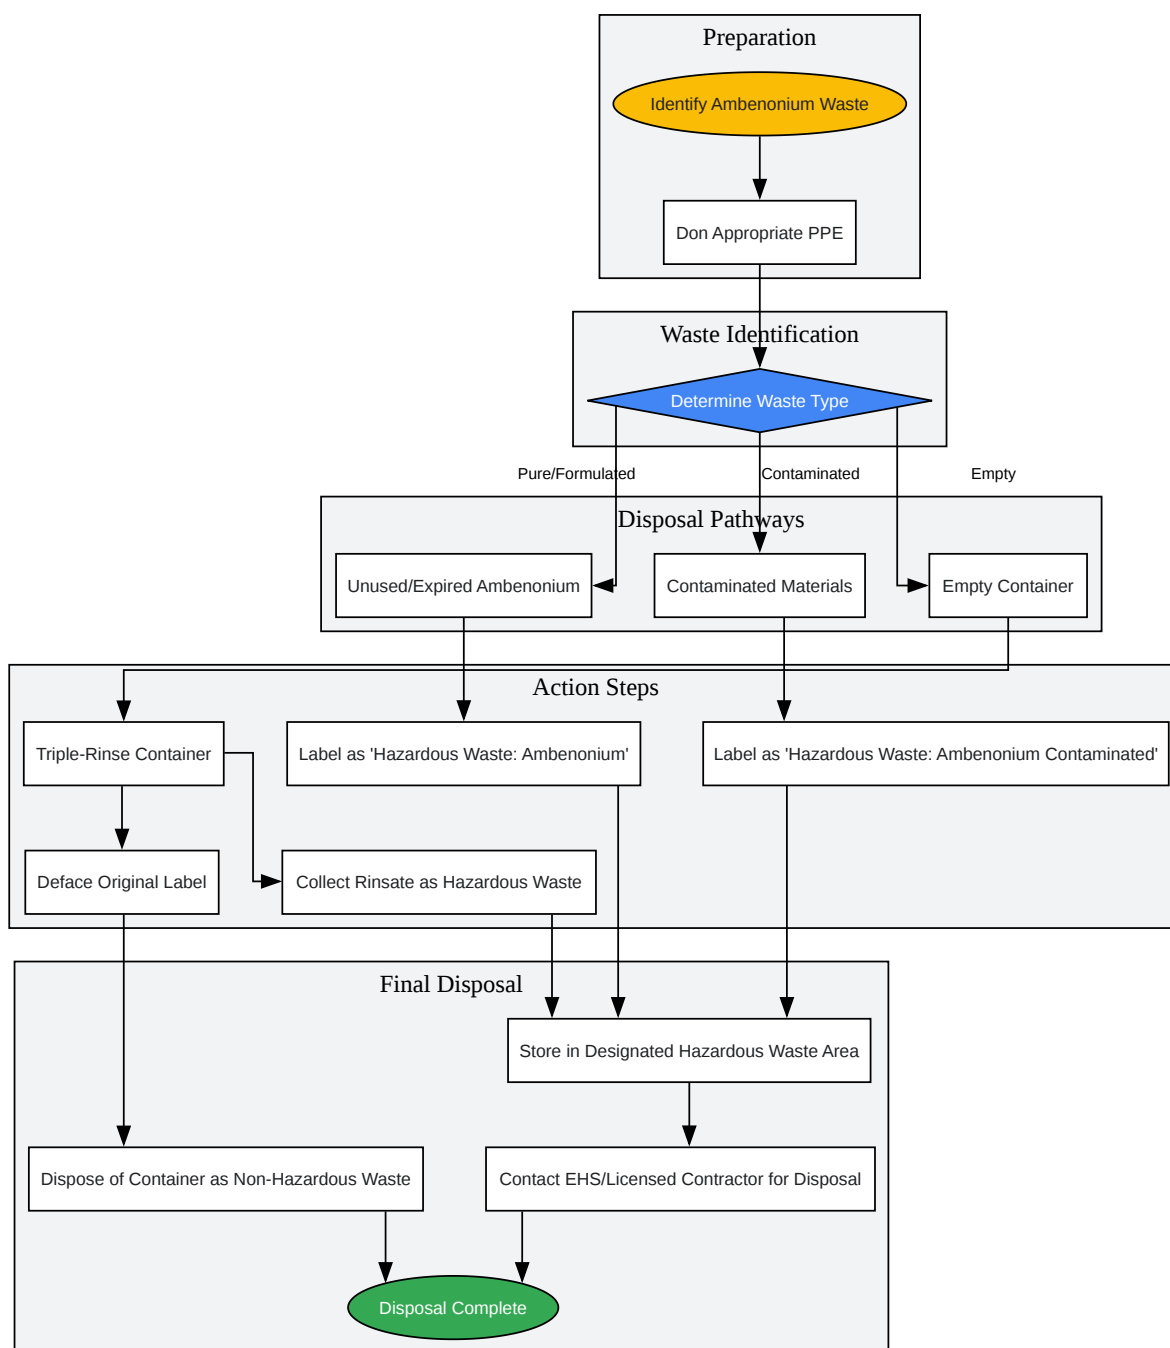 Preparation
Identify Ambenonium Waste
Don Appropriate PPE
Waste Identification
Determine Waste Type
Pure/Formulated
Contaminated
Empty
Disposal Pathways
Unused/Expired Ambenonium
Contaminated Materials
Empty Container
Action Steps
Triple-Rinse Container
Label as 'Hazardous Waste: Ambenonium'
Label as 'Hazardous Waste: Ambenonium Contaminated'
Deface Original Label
Collect Rinsate as Hazardous Waste
Final Disposal
Store in Designated Hazardous Waste Area
Dispose of Container as Non-Hazardous Waste
Contact EHS/Licensed Contractor for Disposal
Disposal Complete